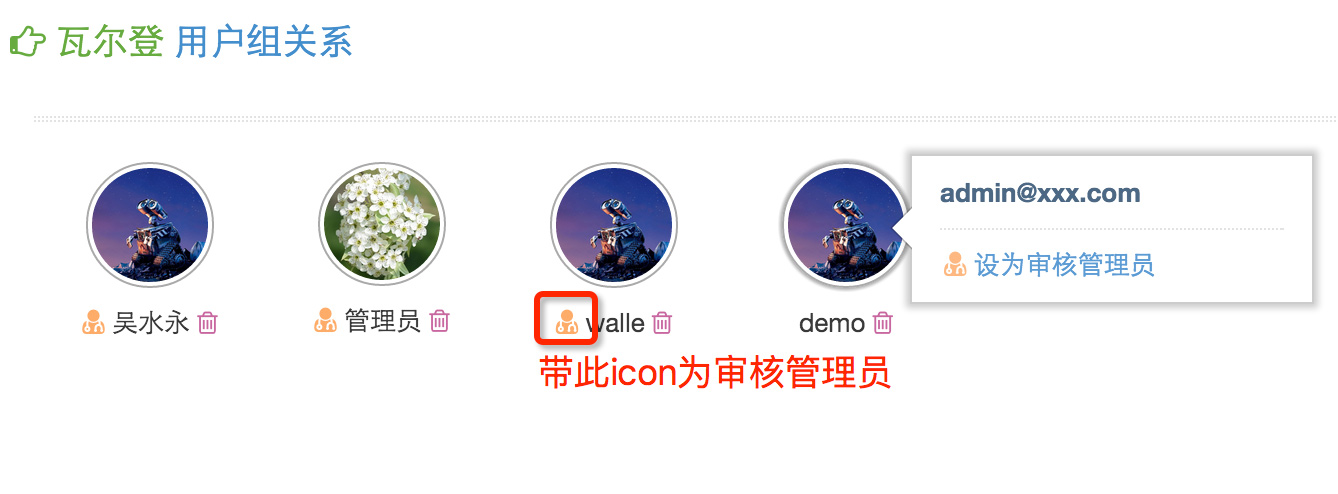 瓦尔登 用户组关系
admin@xxx.com
设为审核管理员
吴水永
管理员
walle
demo
带此icon为审核管理员